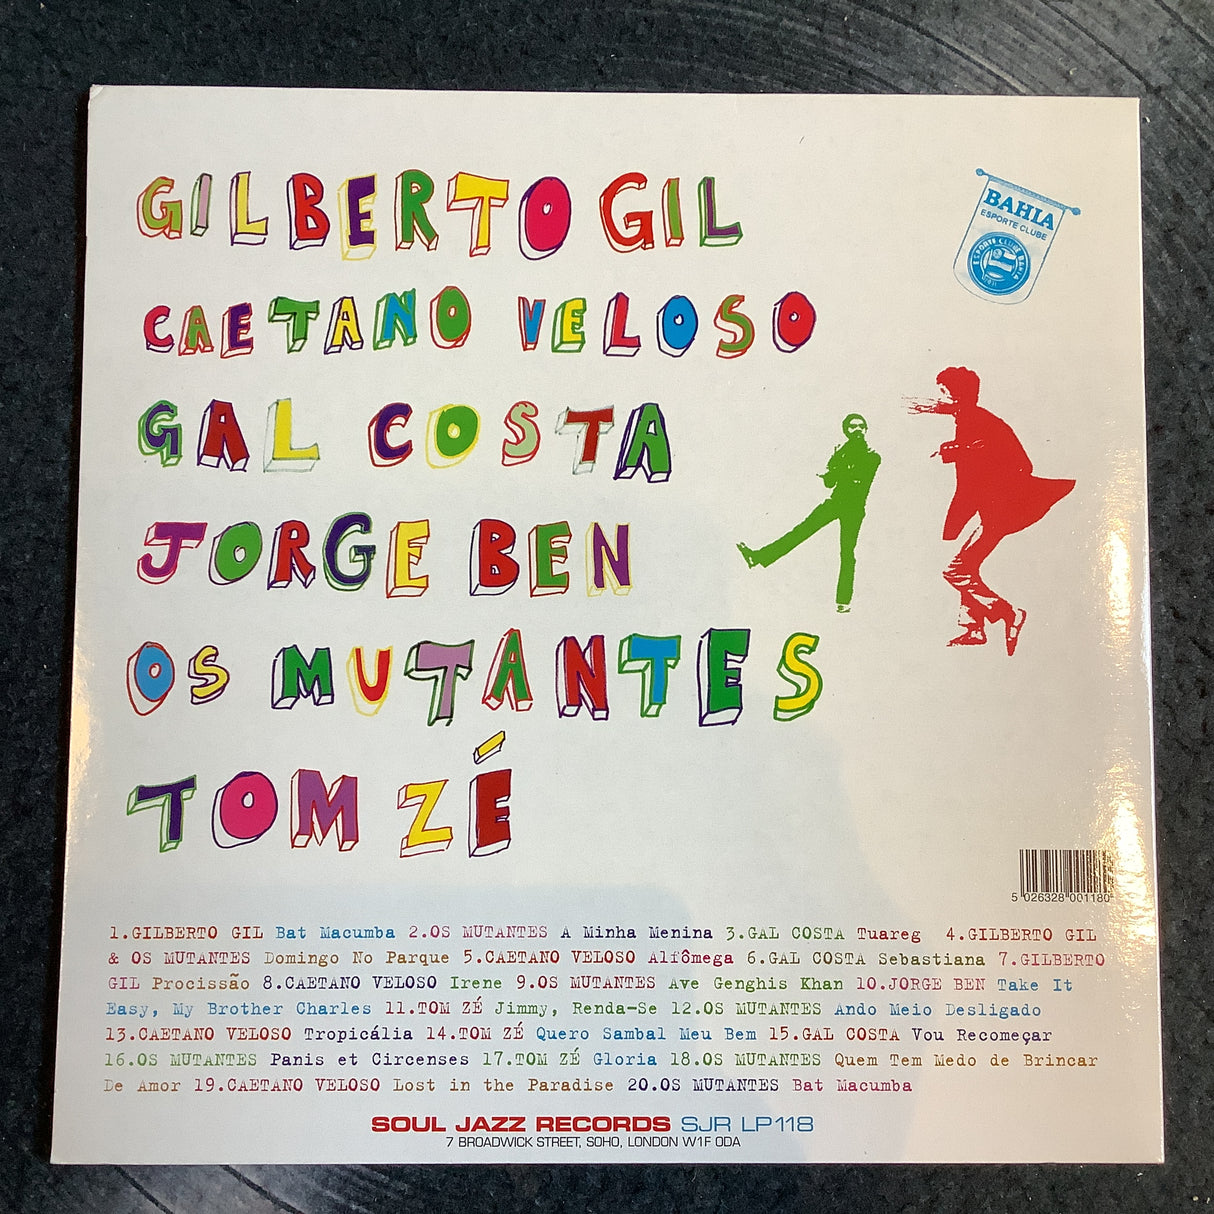 GILBERTO GIL
BAHIA
ESPORTE CLUBE
ESPORTE CLUBE BAHIA
CAETANO VELOSO
GAL COSTA
JORGE BEN
OS MUTANTES
TOM ZÉ
5 026328 001180
1.GILBERTO GIL Bat Macumba 2.OS MUTANTES A Minha Menina 3.GAL COSTA Tuareg 4.GILBERTO GIL
& OS MUTANTES Domingo No Parque 5.CAETANO VELOSO Alfômega 6.GAL COSTA Sebastiana 7.GILBERTO
GIL Procissão 8.CAETANO VELOSO Irene 9.OS MUTANTES Ave Genghis Khan 10.JORGE BEN Take It
Easy, My Brother Charles 11.TOM ZÉ Jimmy, Renda-Se 12.OS MUTANTES Ando Meio Desligado
13.CAETANO VELOSO Tropicália 14.TOM ZÉ Quero Sambal Meu Bem 15.GAL COSTA Vou Recomeçar
16.OS MUTANTES Panis et Circenses 17.TOM ZÉ Gloria 18.OS MUTANTES Quem Tem Medo de Brincar
De Amor 19.CAETANO VELOSO Lost in the Paradise 20.OS MUTANTES Bat Macumba
SOUL JAZZ RECORDS SJR LP118
7 BROADWICK STREET, SOHO, LONDON W1F 0DA